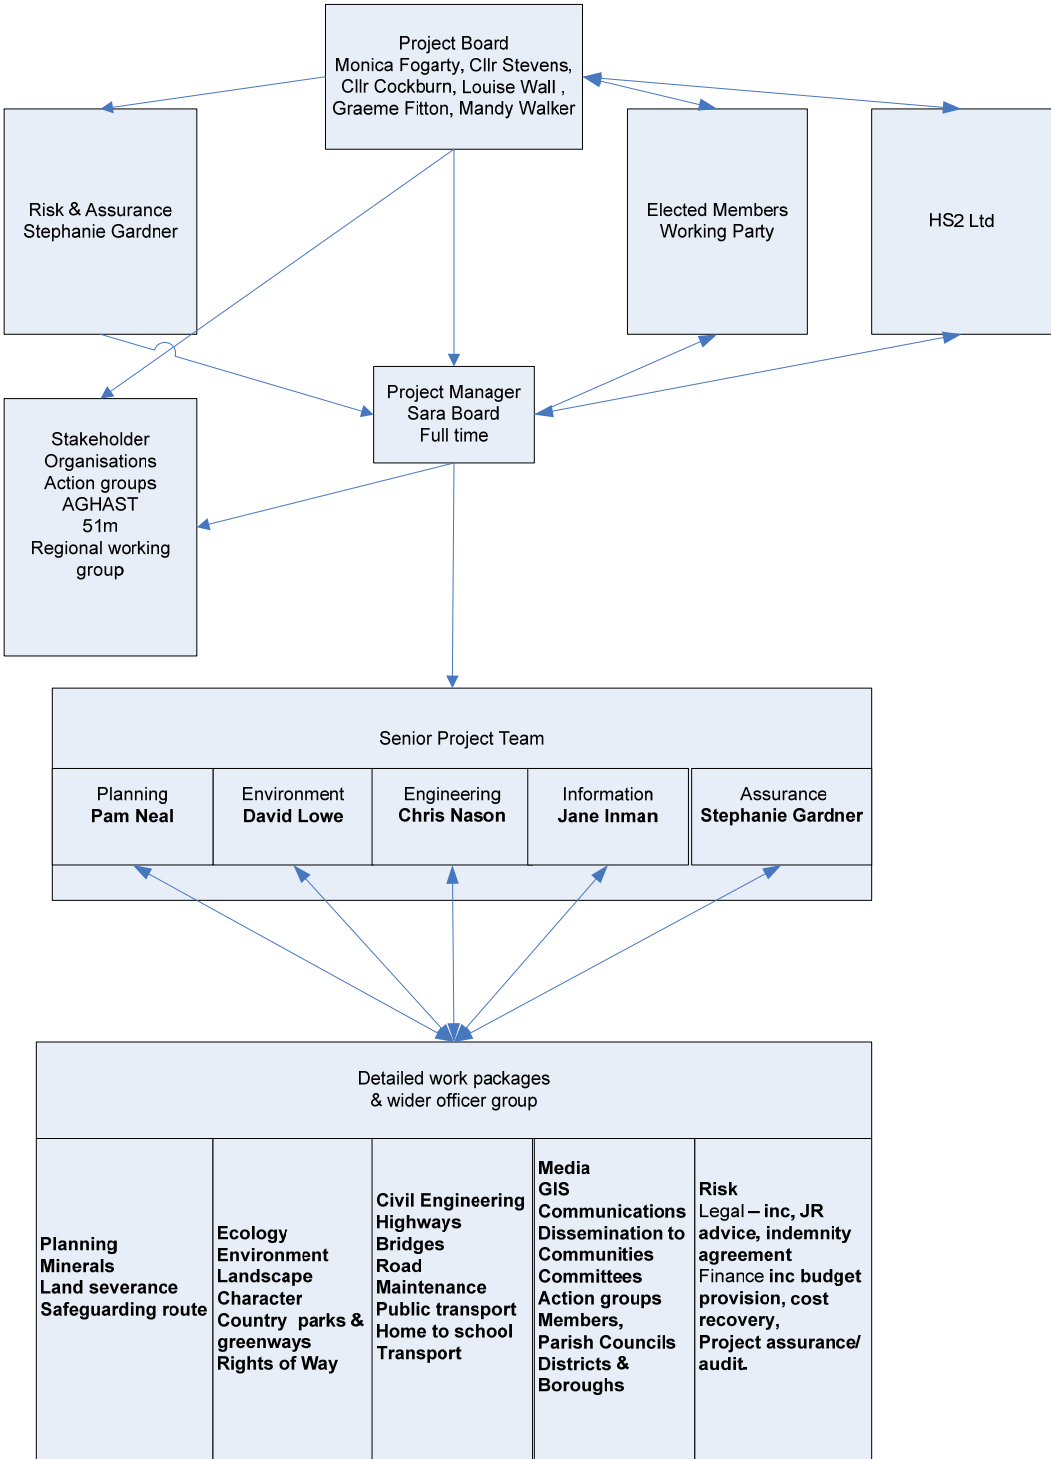 Project Board
Monica Fogarty, Cllr Stevens,
Cllr Cockburn, Louise Wall ,
Graeme Fitton, Mandy Walker
Risk & Assurance
Stephanie Gardner
Elected Members
Working Party
HS2 Ltd
Project Manager
Sara Board
Full time
Stakeholder
Organisations
Action groups
AGHAST
51m
Regional working
group
Senior Project Team
Planning
Pam Neal
Environment
David Lowe
Engineering
Chris Nason
Information
Jane Inman
Assurance
Stephanie Gardner
Detailed work packages
& wider officer group
Planning
Minerals
Land severance
Safeguarding route
Ecology
Environment
Landscape
Character
Country parks &
greenways
Rights of Way
Civil Engineering
Highways
Bridges
Road
Maintenance
Public transport
Home to school
Transport
Media
GIS
Communications
Dissemination to
Communities
Committees
Action groups
Members,
Parish Councils
Districts &
Boroughs
Risk
Legal – inc, JR
advice, indemnity
agreement
Finance inc budget
provision, cost
recovery,
Project assurance/
audit.